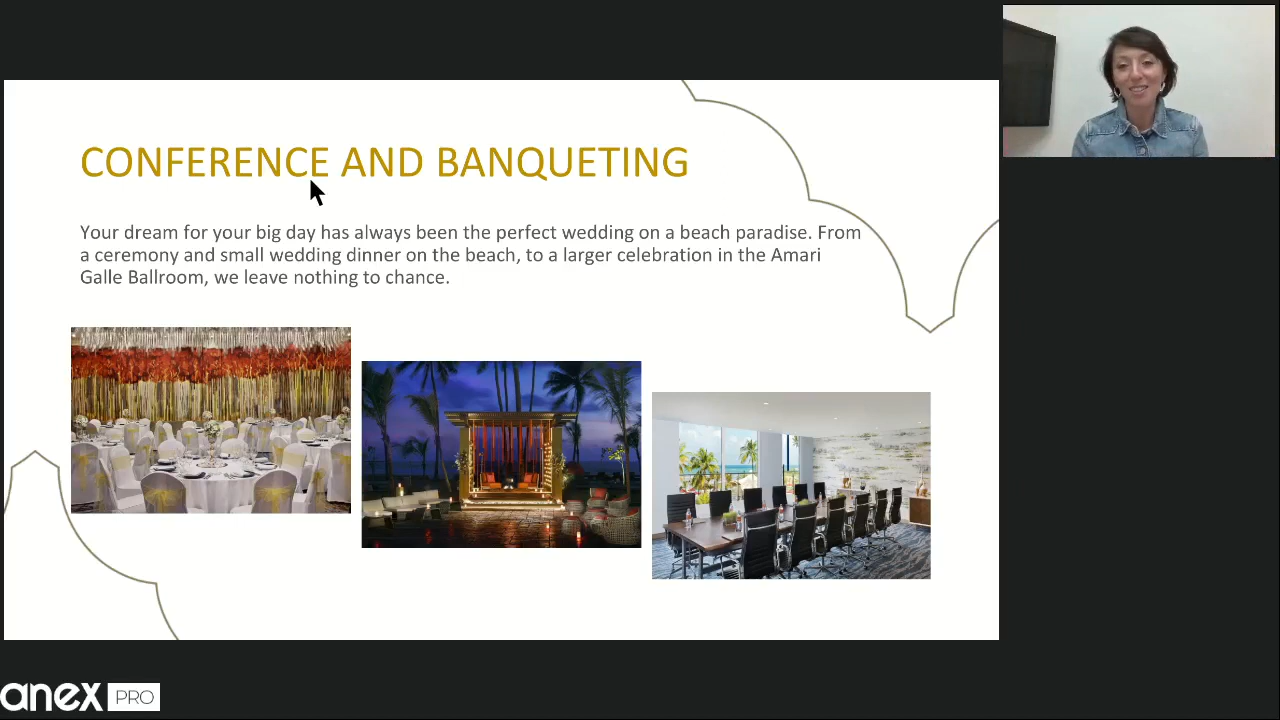 CONFERENCE AND BANQUETING
Your dream for your big day has always been the perfect wedding on a beach paradise. From
a ceremony and small wedding dinner on the beach, to a larger celebration in the Amari
Galle Ballroom, we leave nothing to chance.
anex PRO